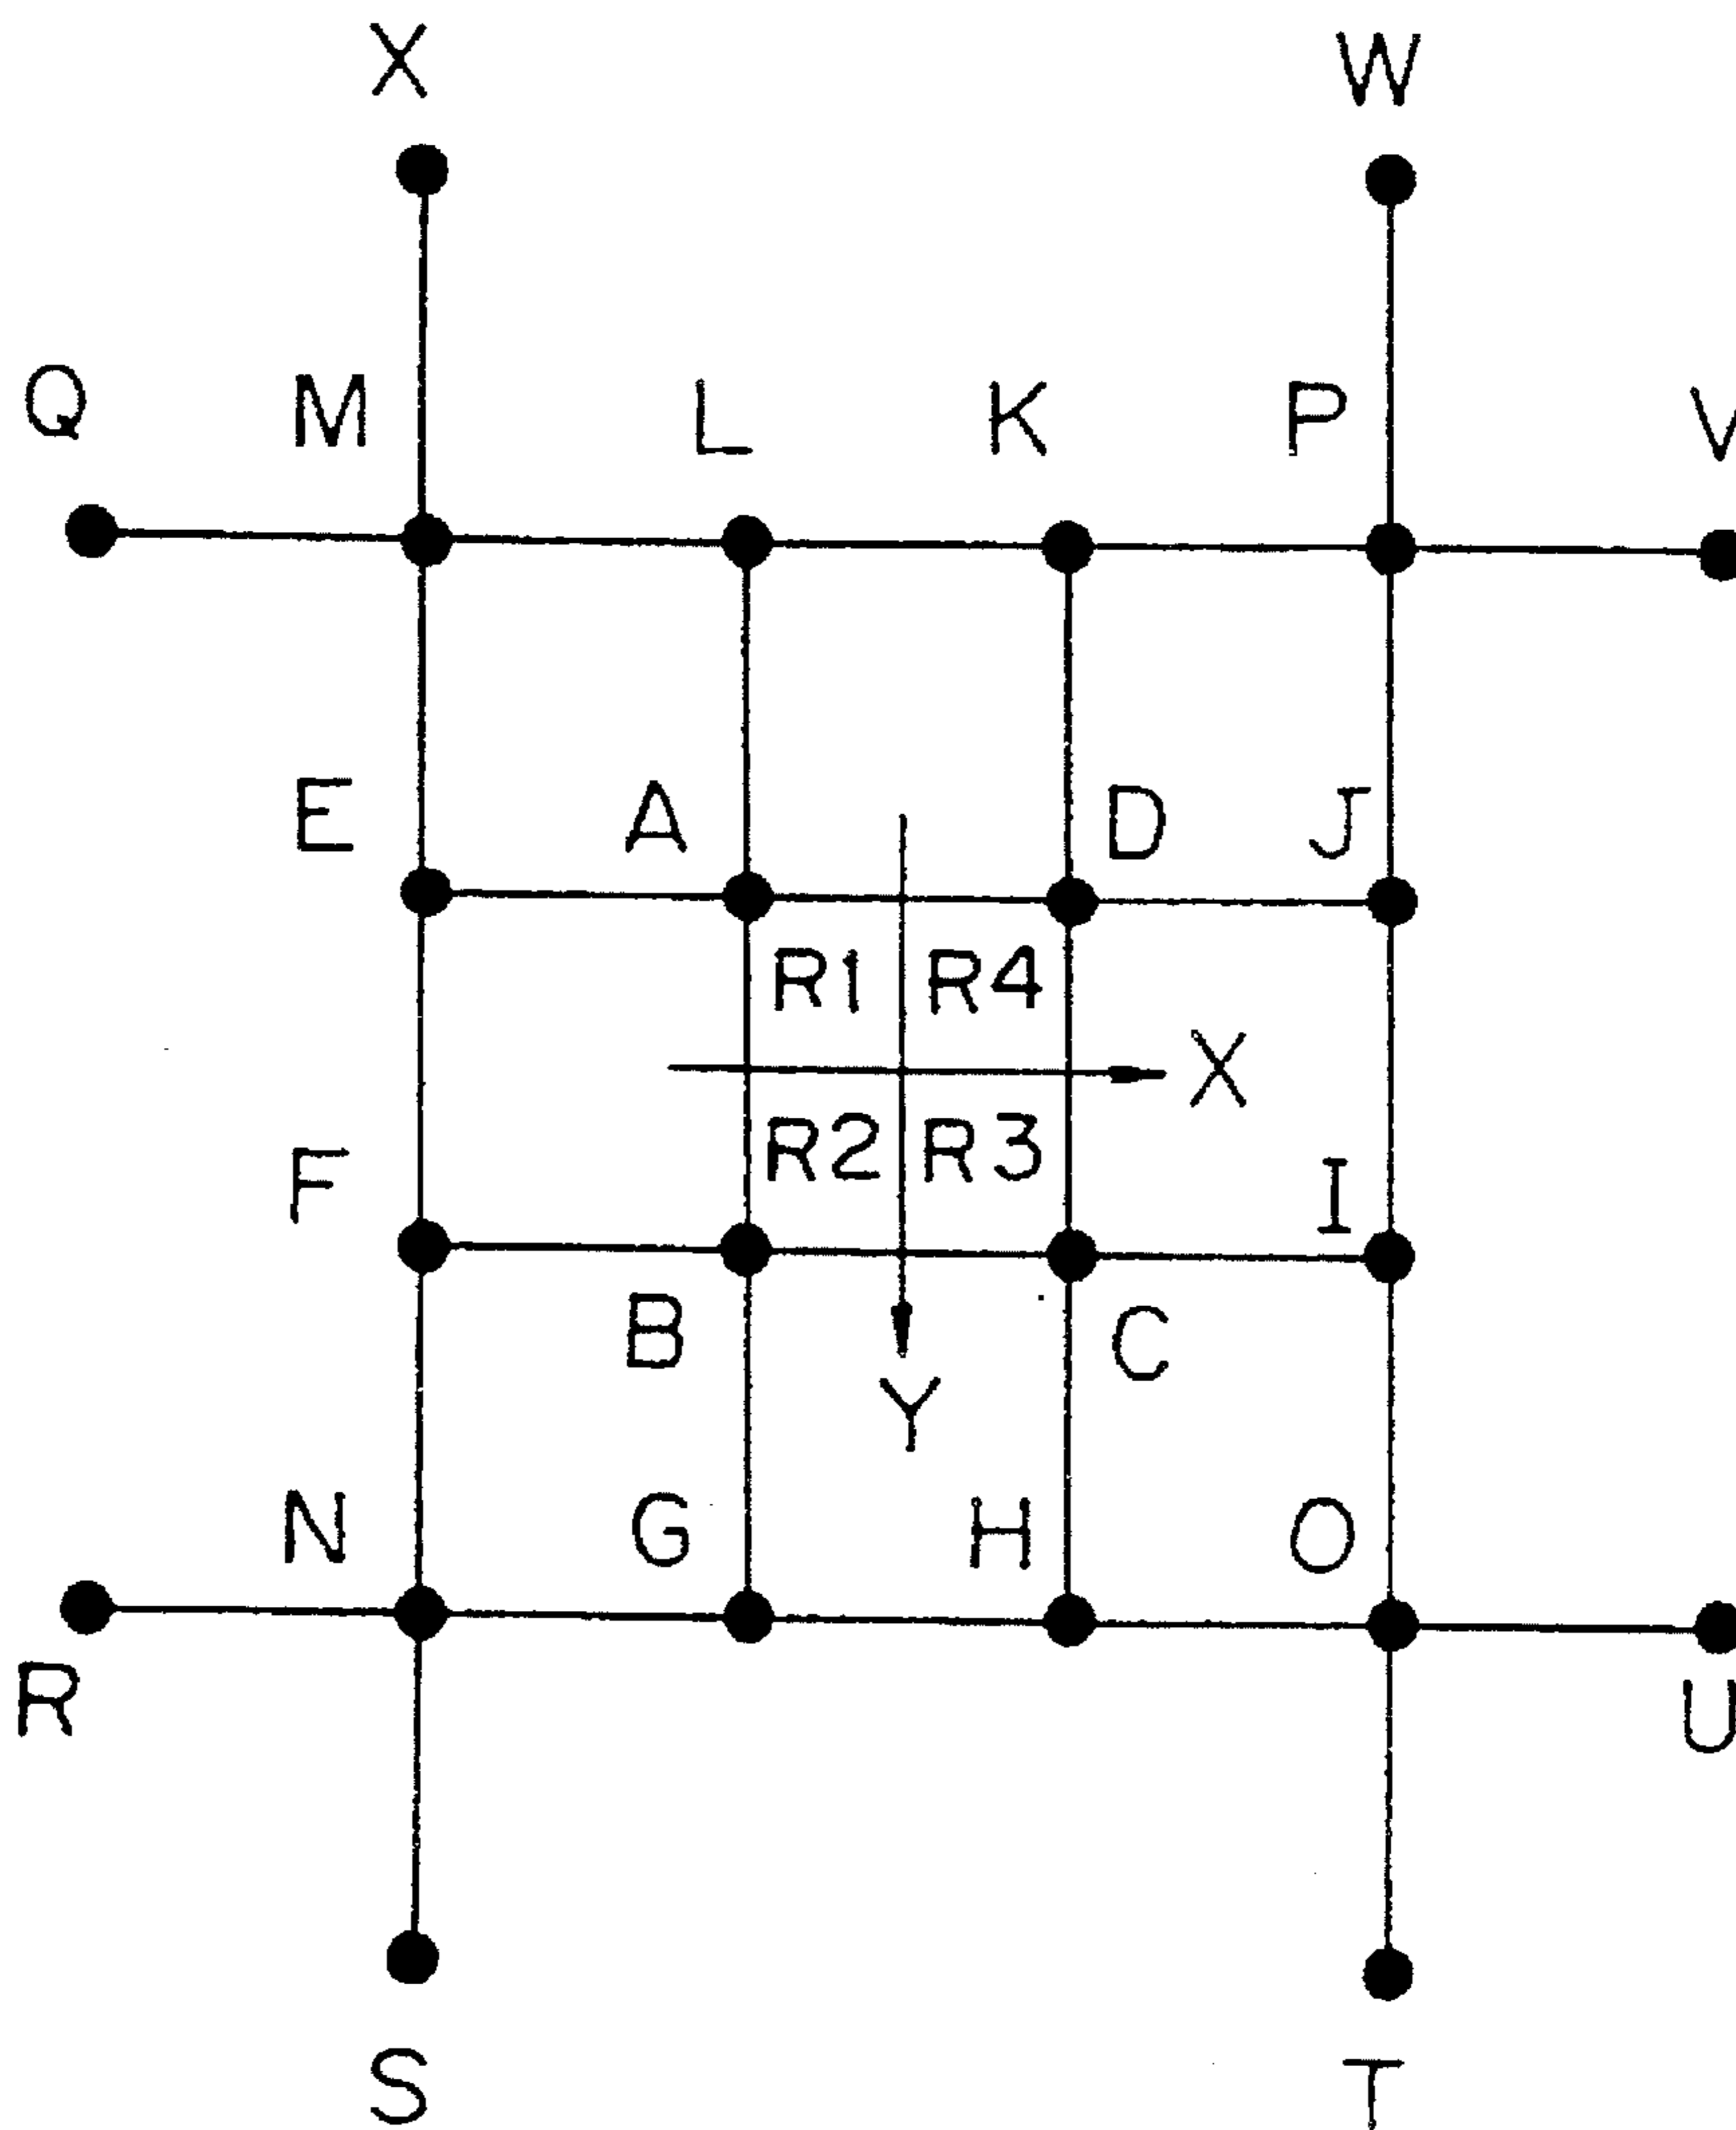 X W
Q M L K P V
E A D J
R1 R4
X
R2 R3
F I
B C
Y
N G H O
R U
S T